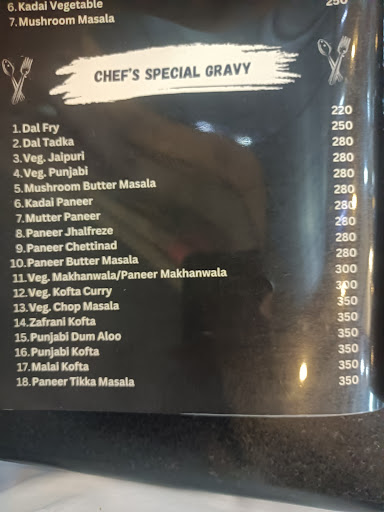 6. Kadai Vegetable
7. Mushroom Masala
CHEF'S SPECIAL GRAVY
1. Dal Fry 220
2. Dal Tadka 250
3. Veg. Jaipuri 280
4. Veg. Punjabi 280
5. Mushroom Butter Masala 280
6. Kadai Paneer 280
7. Mutter Paneer 280
8. Paneer Jhalfreze 280
9. Paneer Chettinad 280
10. Paneer Butter Masala 280
11. Veg. Makhanwala/Paneer Makhanwala 300
12. Veg. Kofta Curry 300
13. Veg. Chop Masala 350
14. Zafrani Kofta 350
15. Punjabi Dum Aloo 350
16. Punjabi Kofta 350
17. Malai Kofta 350
18. Paneer Tikka Masala 350